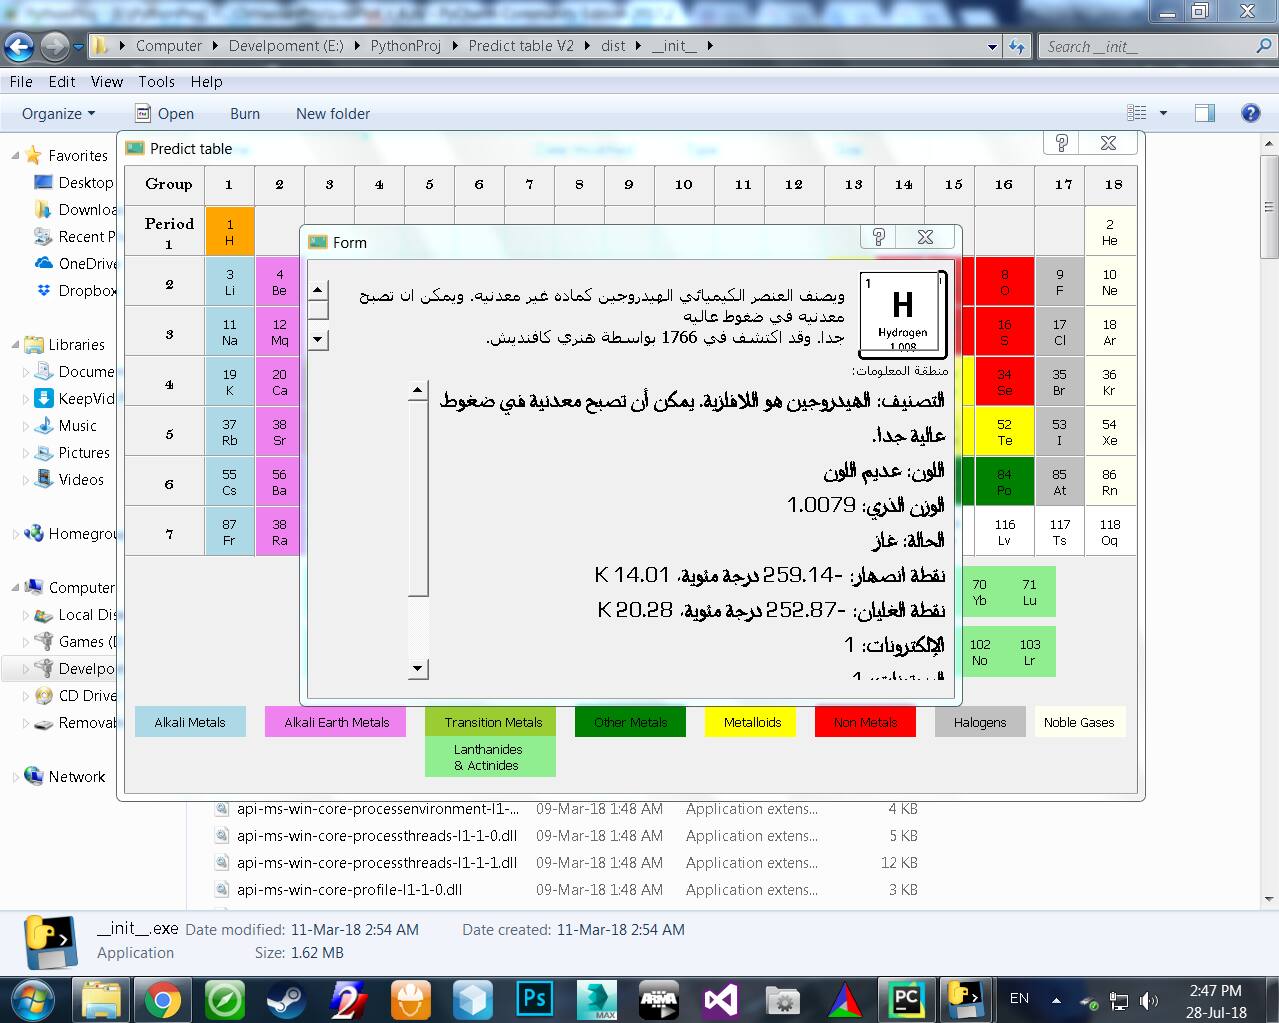 Computer ▸ Develpoment (E:) ▸ PythonProj ▸ Predict table V2 ▸ dist ▸ __init__ ▸
Search __init__
File Edit View Tools Help
Organize Open Burn New folder
Favorites
Desktop
Downloa
Recent P
OneDrive
Dropbox
Libraries
Docume
KeepVid
Music
Pictures
Videos
Homegrou
Computer
Local Dis
Games (
Develpo
CD Drive
Removab
Network
Predict table
Group 1 2 3 4 5 6 7 8 9 10 11 12 13 14 15 16 17 18
Period
1
1
H
2
He
2
3
Li
4
Be
8
O
9
F
10
Ne
3
11
Na
12
Mq
16
S
17
Cl
18
Ar
4
19
K
20
Ca
34
Se
35
Br
36
Kr
5
37
Rb
38
Sr
52
Te
53
I
54
Xe
6
55
Cs
56
Ba
84
Po
85
At
86
Rn
7
87
Fr
38
Ra
116
Lv
117
Ts
118
Oq
70
Yb
71
Lu
102
No
103
Lr
Form
1
H
Hydrogen
1.008
ويصنف العنصر الكيميائي الهيدروجين كماده غير معدنيه. ويمكن ان تصبح
معدنيه في ضغوط عاليه
جدا. وقد اكتشف في 1766 بواسطة هنري كافنديش.
منطقة المعلومات:
التصنيف: الهيدروجين هو اللافلزية. يمكن أن تصبح معدنية في ضغوط
عالية جدا.
اللون: عديم اللون
الوزن الذري: 1.0079
الحالة: غاز
نقطة انصهار: -259.14 درجة مئوية، 14.01 K
نقطة الغليان: -252.87 درجة مئوية، 20.28 K
الإلكترونات: 1
Alkali Metals
Alkali Earth Metals
Transition Metals
Other Metals
Metalloids
Non Metals
Halogens
Noble Gases
Lanthanides
& Actinides
api-ms-win-core-processenvironment-l1-... 09-Mar-18 1:48 AM Application extens... 4 KB
api-ms-win-core-processthreads-l1-1-0.dll 09-Mar-18 1:48 AM Application extens... 5 KB
api-ms-win-core-processthreads-l1-1-1.dll 09-Mar-18 1:48 AM Application extens... 12 KB
api-ms-win-core-profile-l1-1-0.dll 09-Mar-18 1:48 AM Application extens... 3 KB
__init__.exe Date modified: 11-Mar-18 2:54 AM Date created: 11-Mar-18 2:54 AM
Application Size: 1.62 MB
2
Ps
MAX
ARMA
PC
EN
2:47 PM
28-Jul-18